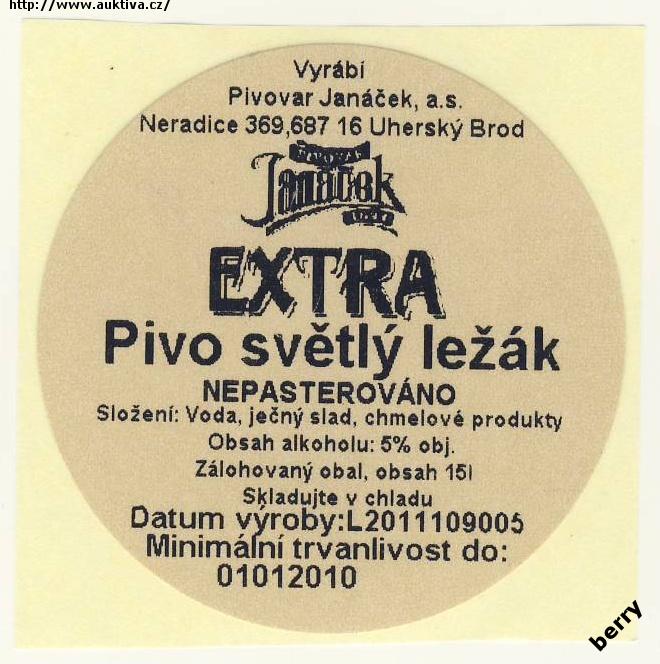 http://www.auktiva.cz/
Vyrábí
Pivovar Janáček, a.s.
Neradice 369,687 16 Uherský Brod
PIVOVAR
Janáček
EXTRA
Pivo světlý ležák
NEPASTEROVÁNO
Složení: Voda, ječný slad, chmelové produkty
Obsah alkoholu: 5% obj.
Zálohovaný obal, obsah 15l
Skladujte v chladu
Datum výroby:L2011109005
Minimální trvanlivost do:
01012010
berry